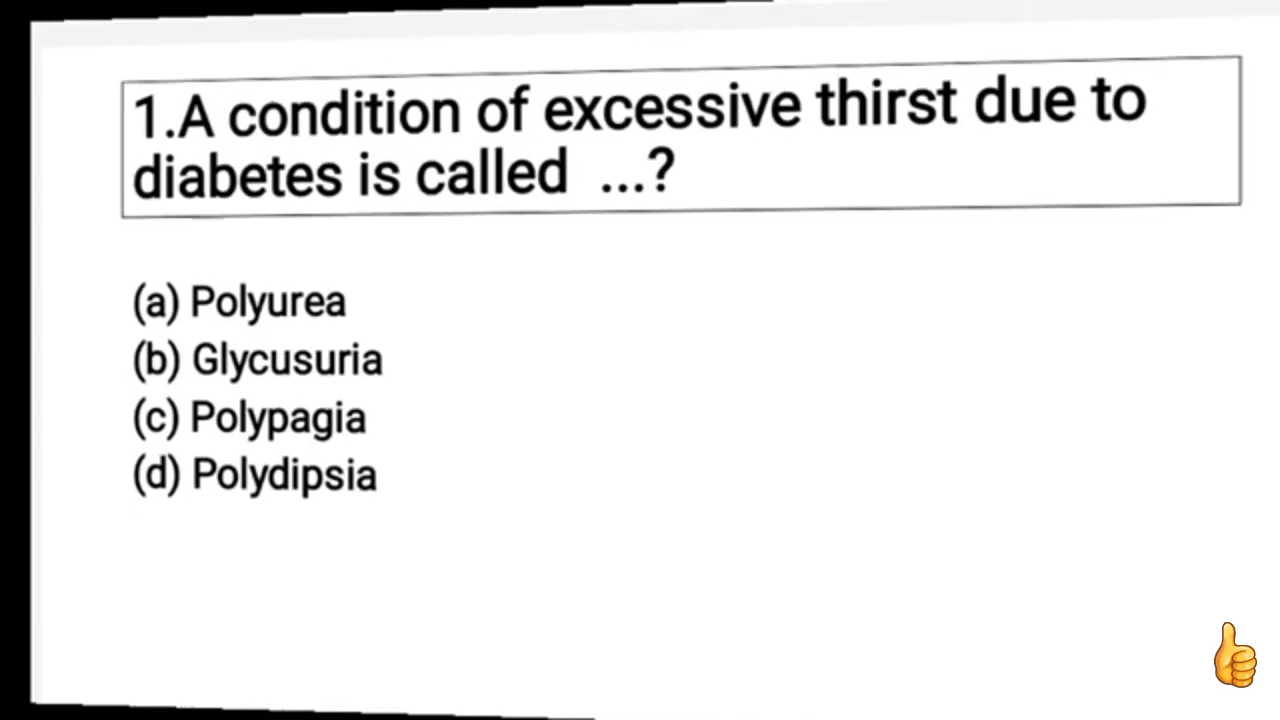 1.A condition of excessive thirst due to
diabetes is called ...?
(a) Polyurea
(b) Glycusuria
(c) Polypagia
(d) Polydipsia